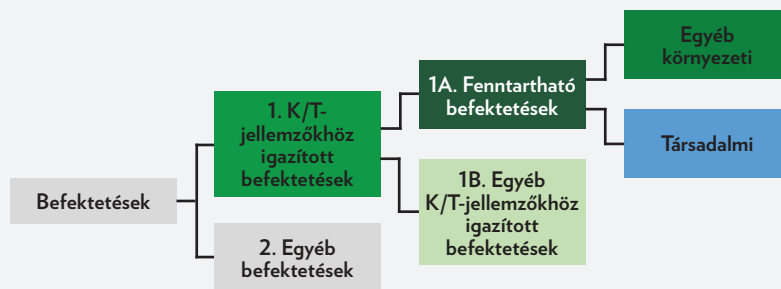 Befektetések
1. K/T-
jellemzőkhöz
igazított
befektetések
2. Egyéb
befektetések
1A. Fenntartható
befektetések
1B. Egyéb
K/T-jellemzőkhöz
igazított
befektetések
Egyéb
környezeti
Társadalmi